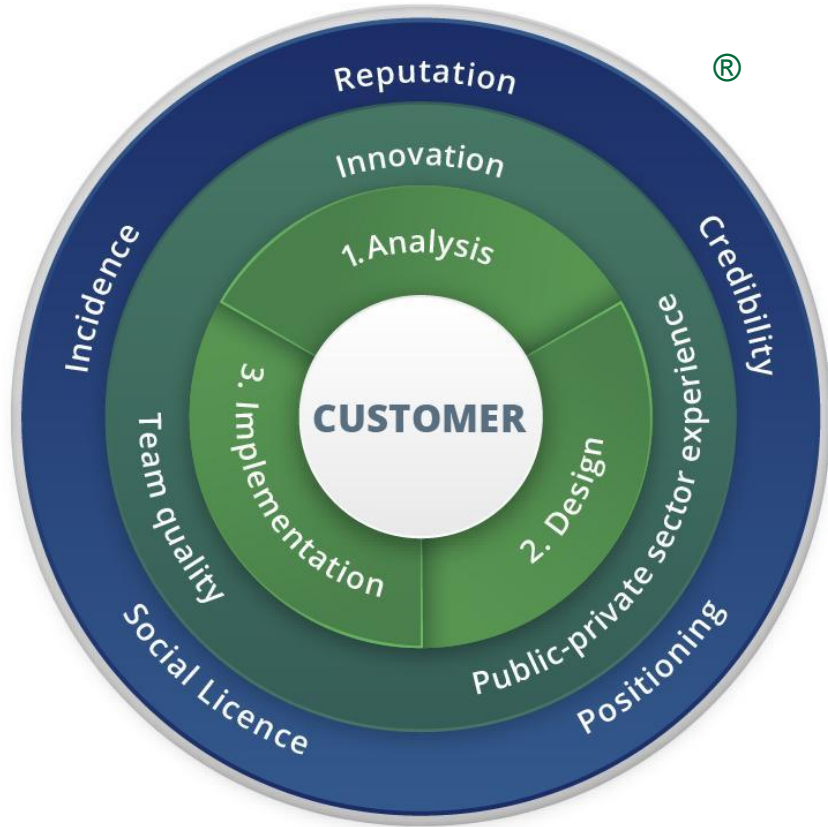 ®
Reputation
Credibility
Positioning
Social Licence
Incidence
Innovation
Public-private sector experience
Team quality
1. Analysis
2. Design
3. Implementation
CUSTOMER